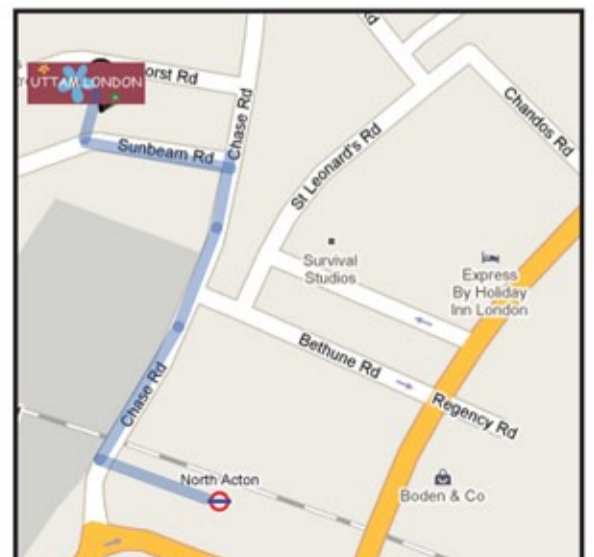 Rd
UTTAM LONDON
orst Rd
Chase Rd
Sunbeam Rd
St Leonard's Rd
Chandos Rd
Survival
Studios
Express
By Holiday
Inn London
Bethune Rd
Regency Rd
Chase Rd
North Acton
Boden & Co